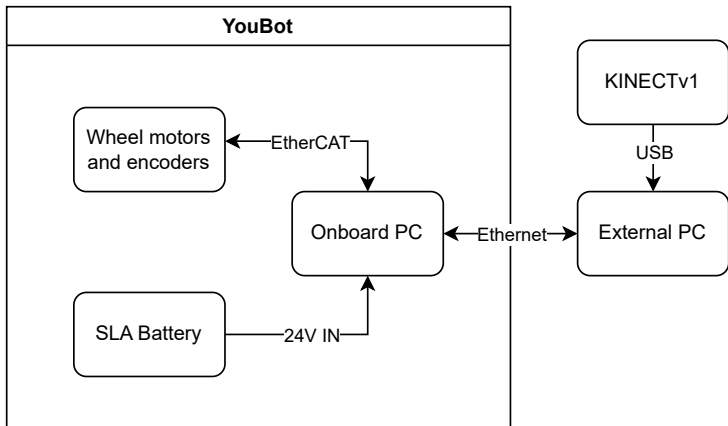 YouBot
KINECTv1
Wheel motors
and encoders
EtherCAT
USB
Onboard PC
Ethernet
External PC
SLA Battery
24V IN